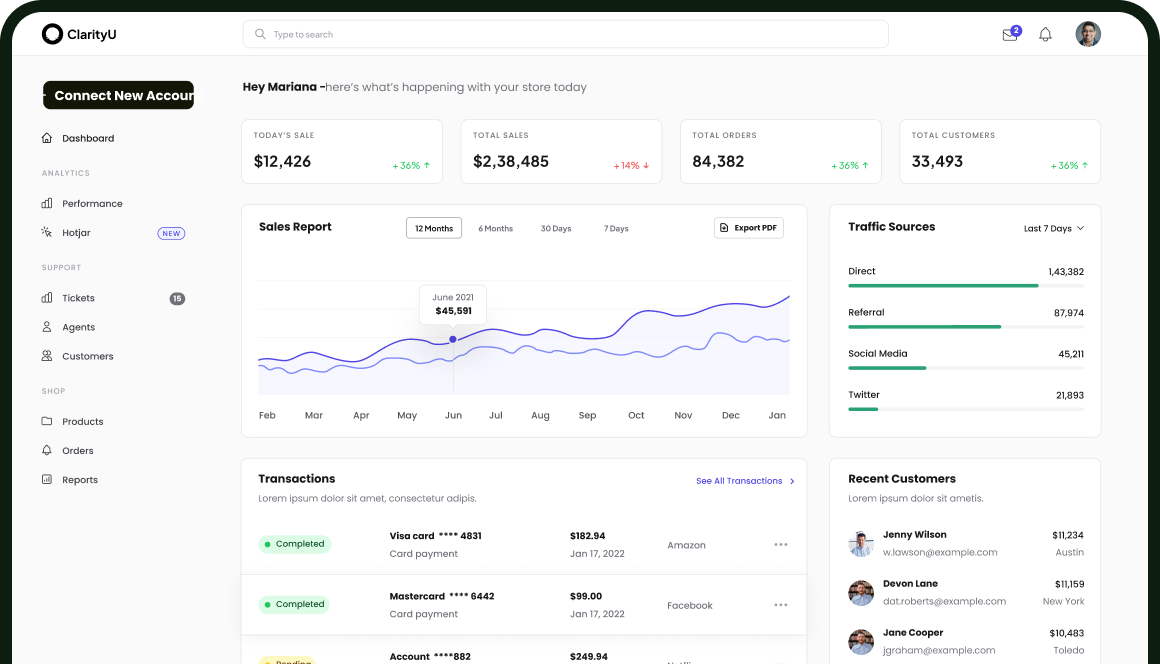 ClarityU
Type to search
2
Connect New Accoun
Hey Mariana -here's what's happening with your store today
Dashboard
ANALYTICS
Performance
Hotjar NEW
SUPPORT
Tickets 15
Agents
Customers
SHOP
Products
Orders
Reports
TODAY'S SALE
$12,426
+36% ↑
TOTAL SALES
$2,38,485
+14% ↓
TOTAL ORDERS
84,382
+36% ↑
TOTAL CUSTOMERS
33,493
+36% ↑
Sales Report
12 Months 6 Months 30 Days 7 Days
Export PDF
June 2021
$45,591
Feb Mar Apr May Jun Jul Aug Sep Oct Nov Dec Jan
Traffic Sources
Last 7 Days
Direct 1,43,382
Referral 87,974
Social Media 45,211
Twitter 21,893
Transactions
See All Transactions >
Lorem ipsum dolor sit amet, consectetur adipis.
Completed
Visa card **** 4831
Card payment
$182.94
Jan 17, 2022
Amazon
Completed
Mastercard **** 6442
Card payment
$99.00
Jan 17, 2022
Facebook
Pending
Account ****882
$249.94
Recent Customers
Lorem ipsum dolor sit ametis.
Jenny Wilson $11,234
w.lawson@example.com Austin
Devon Lane $11,159
dat.roberts@example.com New York
Jane Cooper $10,483
jgraham@example.com Toledo